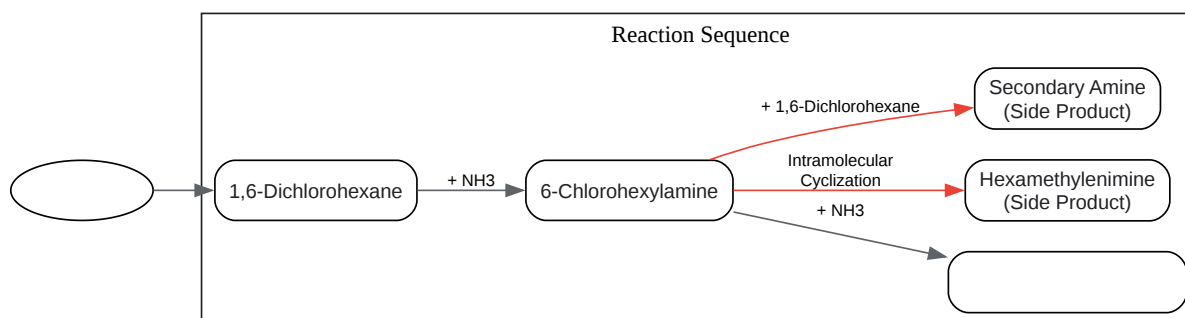 Reaction Sequence
Secondary Amine
(Side Product)
+ 1,6-Dichlorohexane
Intramolecular
Cyclization
1,6-Dichlorohexane
+ NH3
6-Chlorohexylamine
Hexamethylenimine
(Side Product)
+ NH3